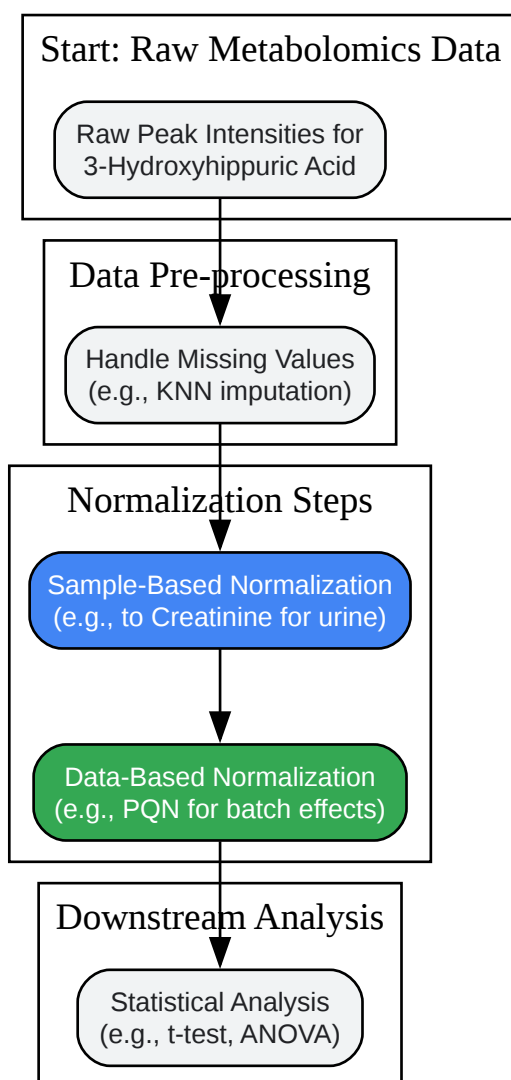 Start: Raw Metabolomics Data
Raw Peak Intensities for
3-Hydroxyhippuric Acid
Data Pre-processing
Handle Missing Values
(e.g., KNN imputation)
Normalization Steps
Sample-Based Normalization
(e.g., to Creatinine for urine)
Data-Based Normalization
(e.g., PQN for batch effects)
Downstream Analysis
Statistical Analysis
(e.g., t-test, ANOVA)